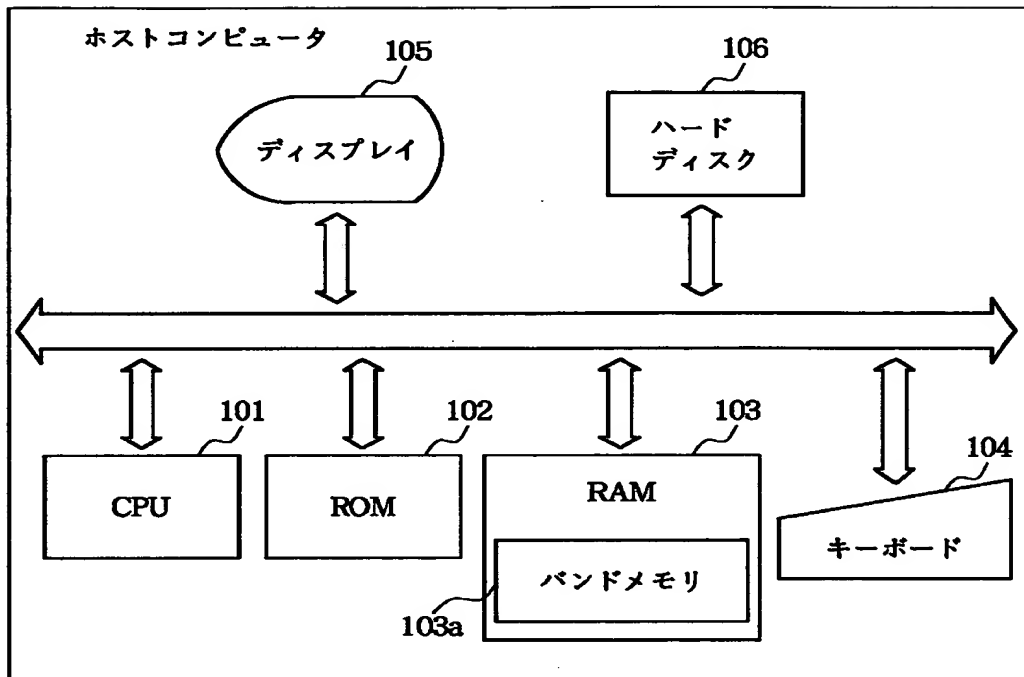 ホストコンピュータ
105
ディスプレイ
106
ハード
ディスク
101
CPU
102
ROM
103
RAM
バンドメモリ
103a
104
キーボード